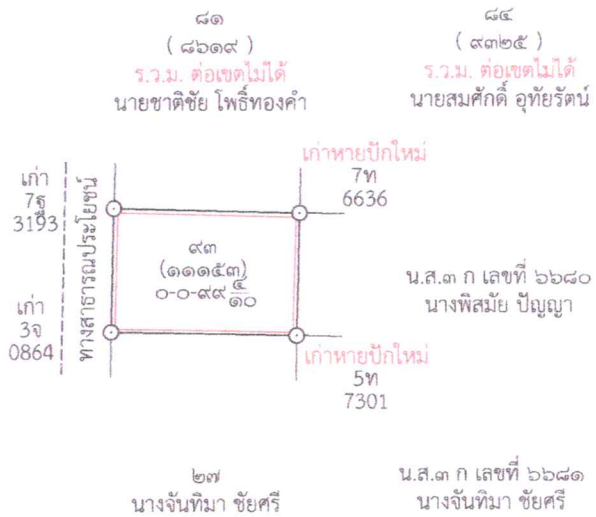 ๘๑
( ๘๖๑๙ )
ร.ว.ม. ต่อเขตไม่ได้
นายชาติชัย โพธิ์ทองคำ
๘๔
( ๙๓๒๕ )
ร.ว.ม. ต่อเขตไม่ได้
นายสมศักดิ์ อุทัยรัตน์
เก่า
7ฐ
3193
ทางสาธารณประโยชน์
เก่าหายปักใหม่
7ท
6636
๙๓
(๑๑๑๕๓)
๐-๐-๙๙ ๔/๑๐
น.ส.๓ ก เลขที่ ๖๖๘๐
นางพิสมัย ปัญญา
เก่า
3จ
0864
เก่าหายปักใหม่
5ท
7301
๒๗
นางจันทิมา ชัยศรี
น.ส.๓ ก เลขที่ ๖๖๘๑
นางจันทิมา ชัยศรี